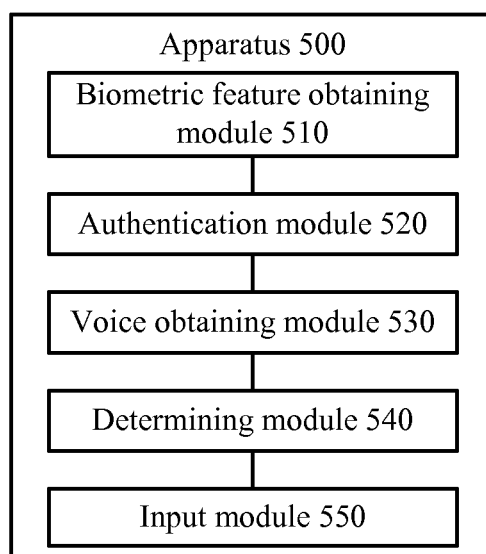 Apparatus 500
Biometric feature obtaining
module 510
Authentication module 520
Voice obtaining module 530
Determining module 540
Input module 550